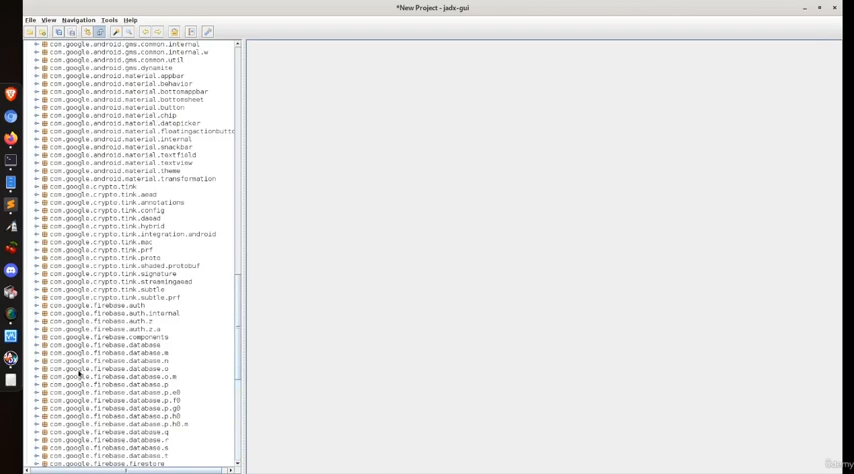 *New Project - jadx-gui
File View Navigation Tools Help
com.google.android.gms.common.internal
com.google.android.gms.common.internal.w
com.google.android.gms.common.util
com.google.android.gms.dynamite
com.google.android.material.appbar
com.google.android.material.behavior
com.google.android.material.bottomappbar
com.google.android.material.bottomsheet
com.google.android.material.button
com.google.android.material.chip
com.google.android.material.datepicker
com.google.android.material.floatingactionbutto
com.google.android.material.internal
com.google.android.material.snackbar
com.google.android.material.textfield
com.google.android.material.textview
com.google.android.material.theme
com.google.android.material.transformation
com.google.crypto.tink
com.google.crypto.tink.aead
com.google.crypto.tink.annotations
com.google.crypto.tink.config
com.google.crypto.tink.daead
com.google.crypto.tink.hybrid
com.google.crypto.tink.integration.android
com.google.crypto.tink.mac
com.google.crypto.tink.prf
com.google.crypto.tink.proto
com.google.crypto.tink.shaded.protobuf
com.google.crypto.tink.signature
com.google.crypto.tink.streamingaead
com.google.crypto.tink.subtle
com.google.crypto.tink.subtle.prf
com.google.firebase.auth
com.google.firebase.auth.internal
com.google.firebase.auth.z
com.google.firebase.auth.z.a
com.google.firebase.components
com.google.firebase.database
com.google.firebase.database.m
com.google.firebase.database.n
com.google.firebase.database.o
com.google.firebase.database.o.m
com.google.firebase.database.p
com.google.firebase.database.p.e0
com.google.firebase.database.p.f0
com.google.firebase.database.p.g0
com.google.firebase.database.p.h0
com.google.firebase.database.p.h0.m
com.google.firebase.database.q
com.google.firebase.database.r
com.google.firebase.database.s
com.google.firebase.database.t
com.google.firebase.firestore
Udemy